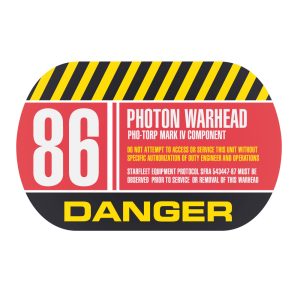 86
PHOTON WARHEAD
PHO-TORP MARK IV COMPONENT
DO NOT ATTEMPT TO ACCESS OR SERVICE THIS UNIT WITHOUT
SPECIFIC AUTHORIZATION OF DUTY ENGINEER AND OPERATIONS
STARFLEET EQUIPMENT PROTOCOL SFRA 543447-87 MUST BE
OBSERVED PRIOR TO SERVICE OR REMOVAL OF THIS WARHEAD
DANGER